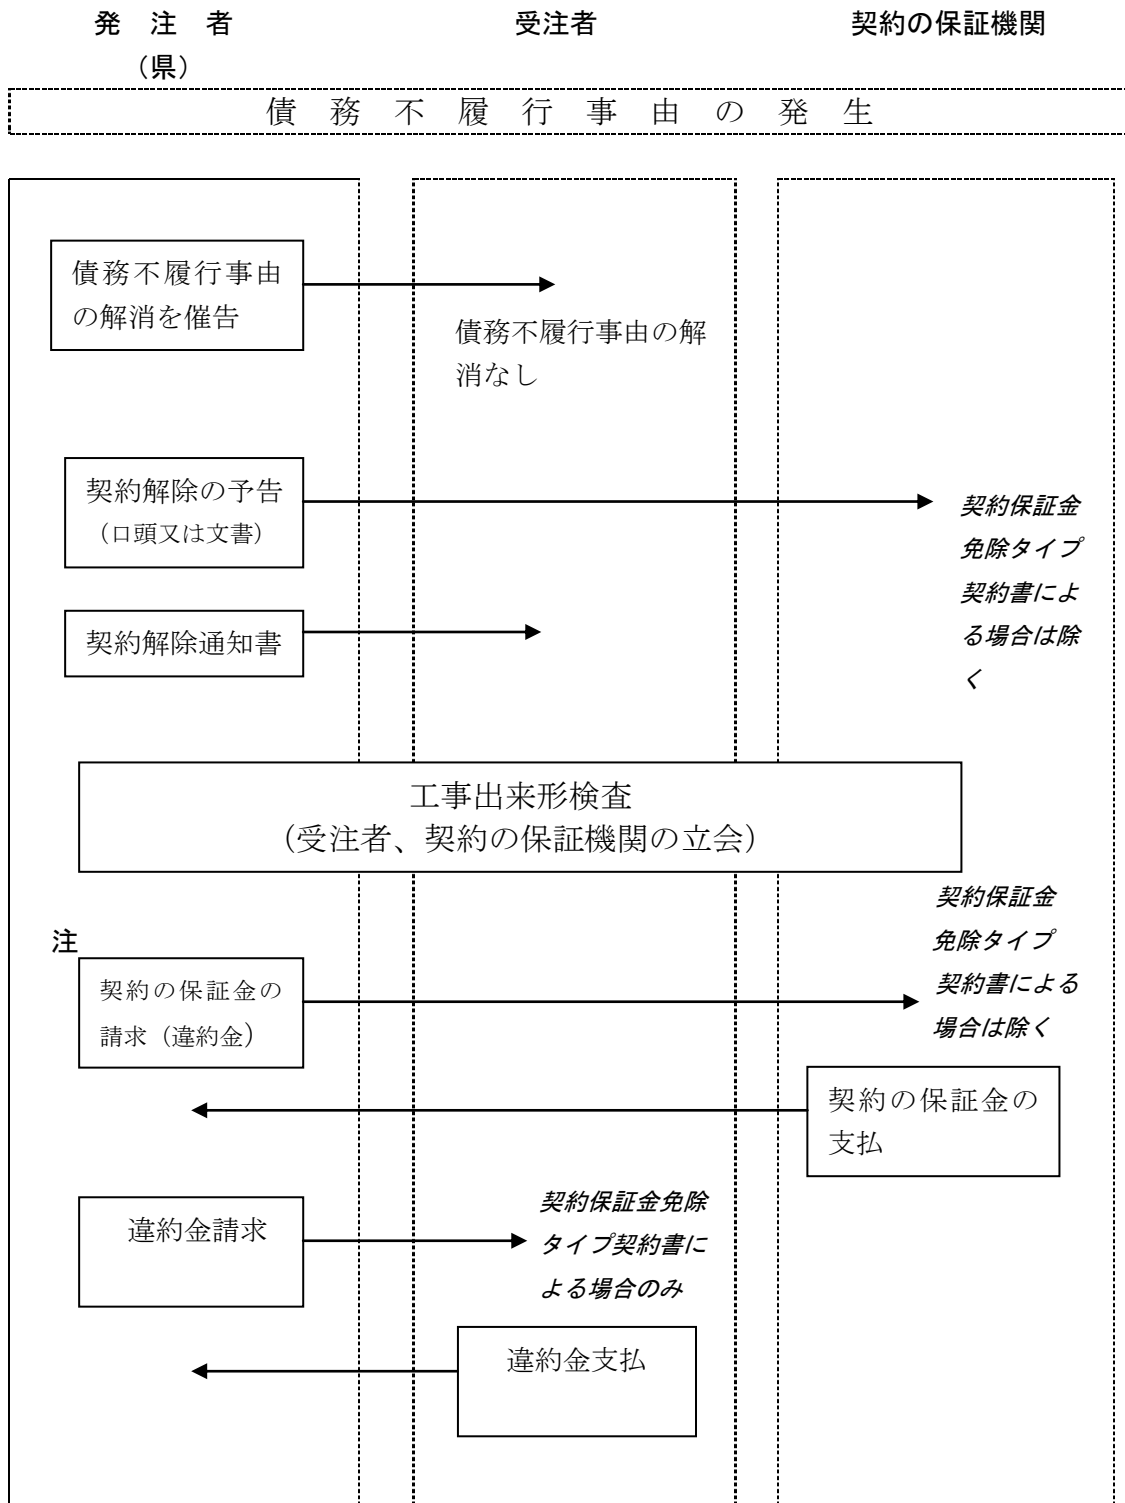 発　注　者　受注者　契約の保証機関
（県）
債　務　不　履　行　事　由　の　発　生
債務不履行事由
の解消を催告
債務不履行事由の解
消なし
契約解除の予告
（口頭又は文書）
契約保証金
免除タイプ
契約書によ
る場合は除
く
契約解除通知書
工事出来形検査
（受注者、契約の保証機関の立会）
注
契約の保証金の
請求（違約金）
契約保証金
免除タイプ
契約書による
場合は除く
契約の保証金の
支払
違約金請求
契約保証金免除
タイプ契約書に
よる場合のみ
違約金支払